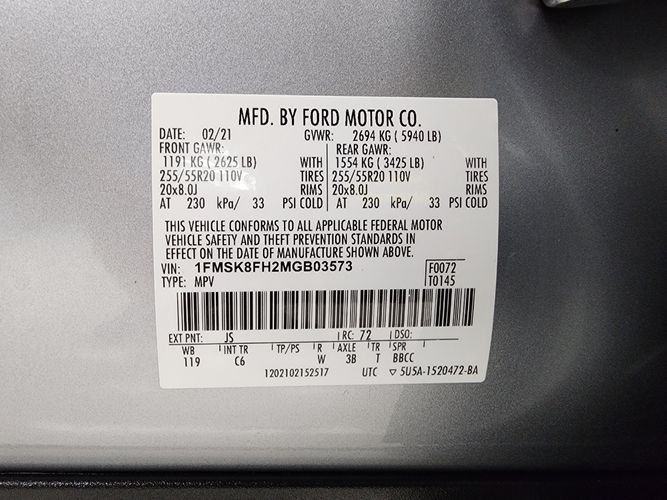 MFD. BY FORD MOTOR CO.
DATE: 02/21 GVWR: 2694 KG ( 5940 LB)
FRONT GAWR: REAR GAWR:
1191 KG ( 2625 LB) WITH 1554 KG ( 3425 LB) WITH
255/55R20 110V TIRES 255/55R20 110V TIRES
20x8.0J RIMS 20x8.0J RIMS
AT 230 kPa/ 33 PSI COLD AT 230 kPa/ 33 PSI COLD
THIS VEHICLE CONFORMS TO ALL APPLICABLE FEDERAL MOTOR
VEHICLE SAFETY AND THEFT PREVENTION STANDARDS IN
EFFECT ON THE DATE OF MANUFACTURE SHOWN ABOVE.
VIN: 1FMSK8FH2MGB03573 F0072
TYPE: MPV T0145
EXT PNT: JS RC: 72 DSO:
WB INT TR TP/PS R AXLE TR SPR
119 C6 W 3B T BBCC
1202102152517 UTC ▽ 5U5A-1520472-BA